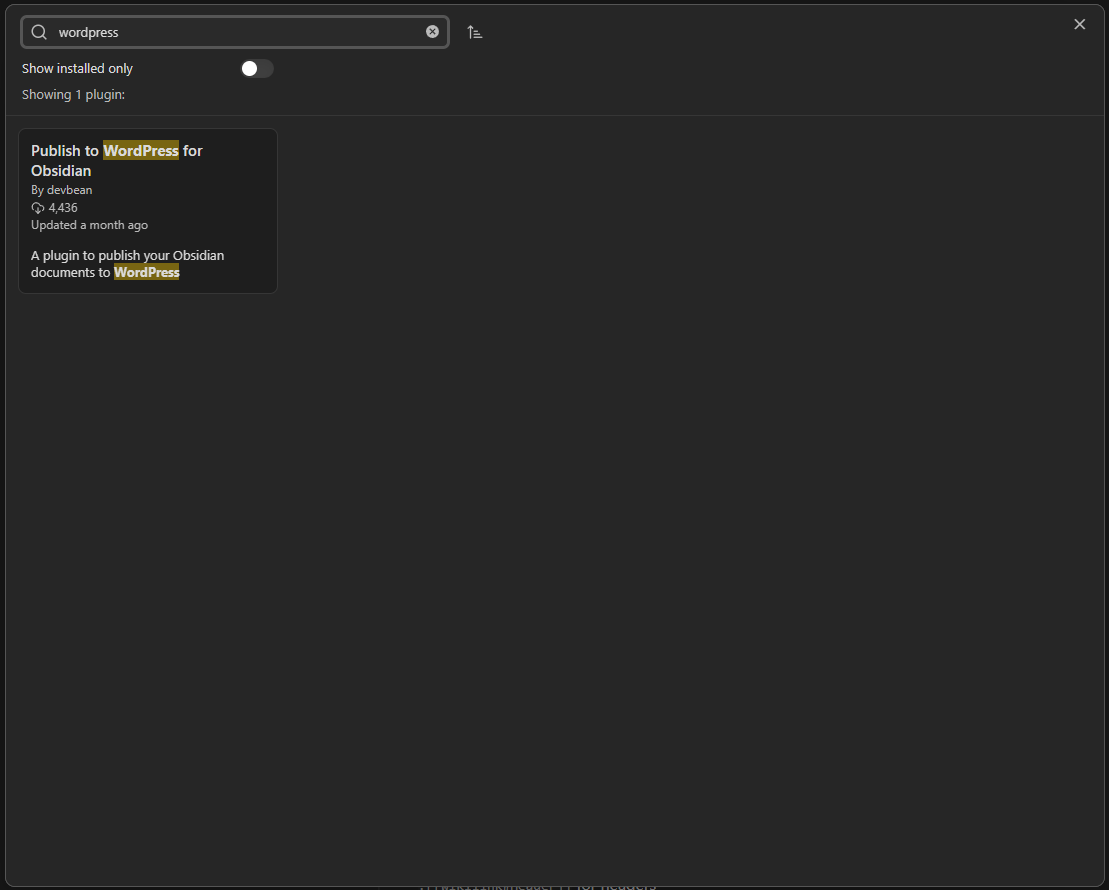 wordpress
Show installed only
Showing 1 plugin:
Publish to WordPress for
Obsidian
By devbean
4,436
Updated a month ago
A plugin to publish your Obsidian
documents to WordPress
for headers